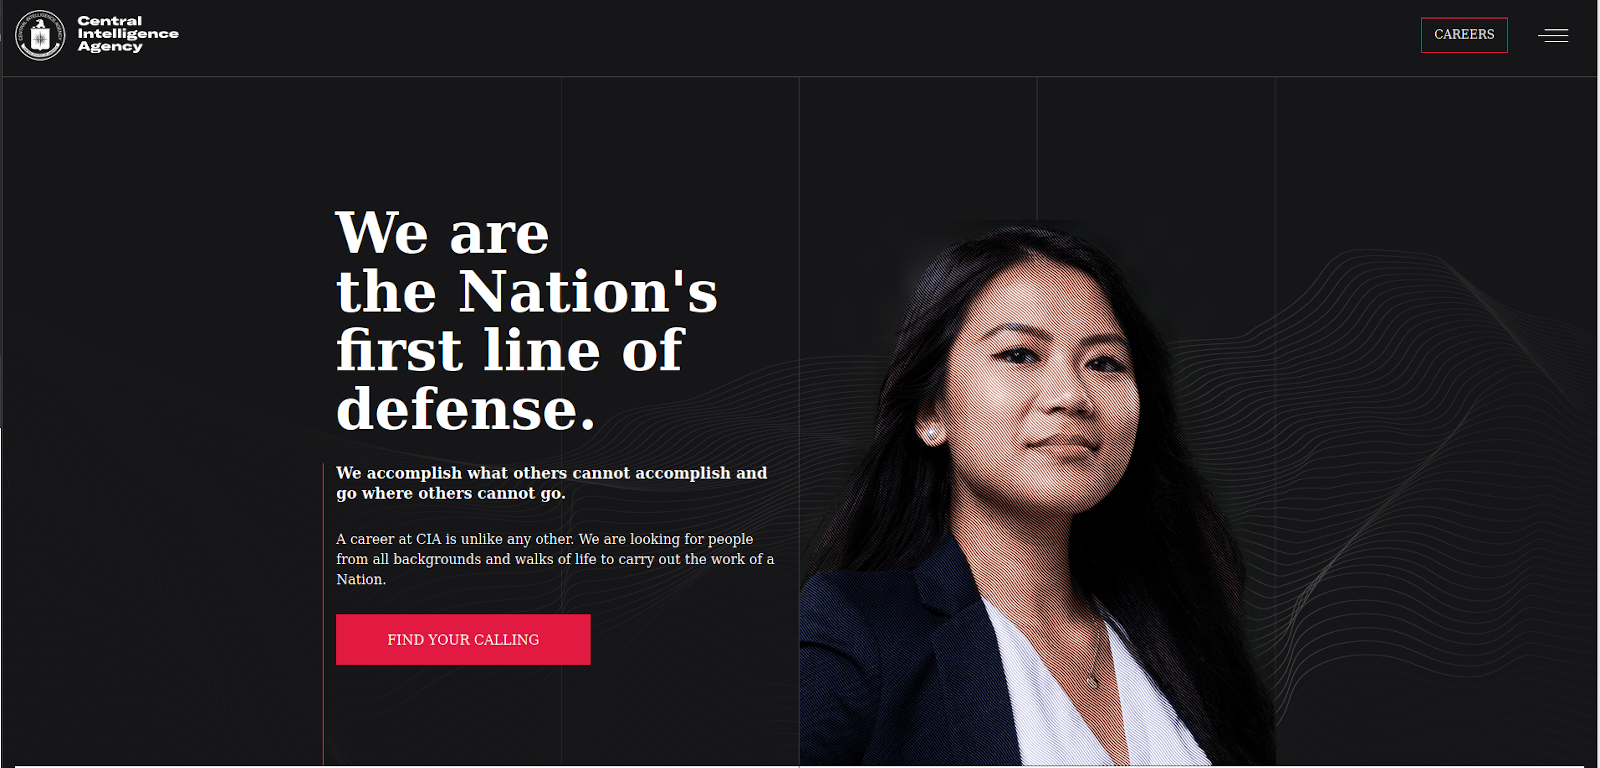 Central
Intelligence
Agency
CAREERS
We are
the Nation's
first line of
defense.
We accomplish what others cannot accomplish and
go where others cannot go.
A career at CIA is unlike any other. We are looking for people
from all backgrounds and walks of life to carry out the work of a
Nation.
FIND YOUR CALLING